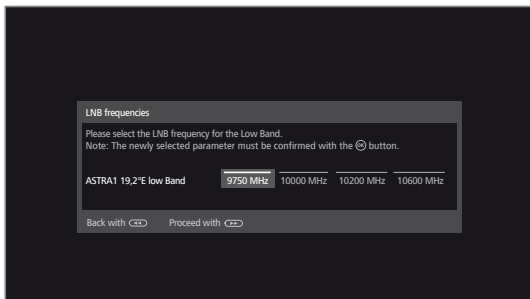 LNB frequencies
Please select the LNB frequency for the Low Band.
Note: The newly selected parameter must be confirmed with the OK button.
ASTRA1 19,2°E low Band 9750 MHz 10000 MHz 10200 MHz 10600 MHz
Back with Proceed with